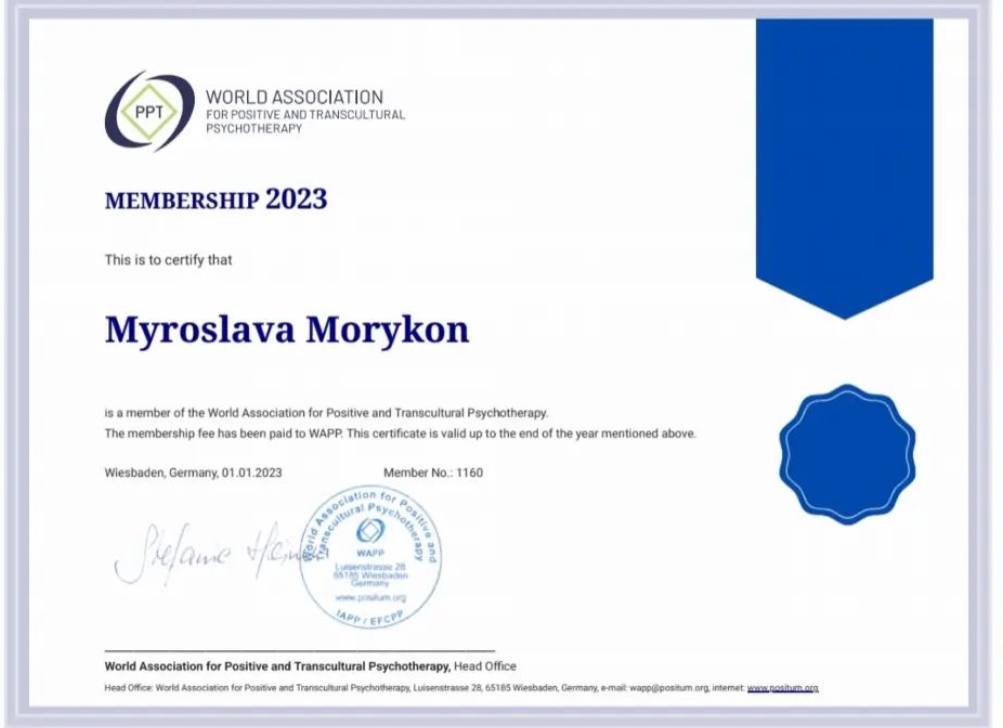 PPT
WORLD ASSOCIATION
FOR POSITIVE AND TRANSCULTURAL
PSYCHOTHERAPY
MEMBERSHIP 2023
This is to certify that
Myroslava Morykon
is a member of the World Association for Positive and Transcultural Psychotherapy.
The membership fee has been paid to WAPP. This certificate is valid up to the end of the year mentioned above.
Wiesbaden, Germany, 01.01.2023 Member No.: 1160
Stefanie
World Association for Positive and
Transcultural Psychotherapy
WAPP
Luisenstrasse 28
65185 Wiesbaden
Germany
www.positum.org
IAPP / EFCPP
World Association for Positive and Transcultural Psychotherapy, Head Office
Head Office: World Association for Positive and Transcultural Psychotherapy, Luisenstrasse 28, 65185 Wiesbaden, Germany, e-mail: wapp@positum.org, internet: www.positum.org